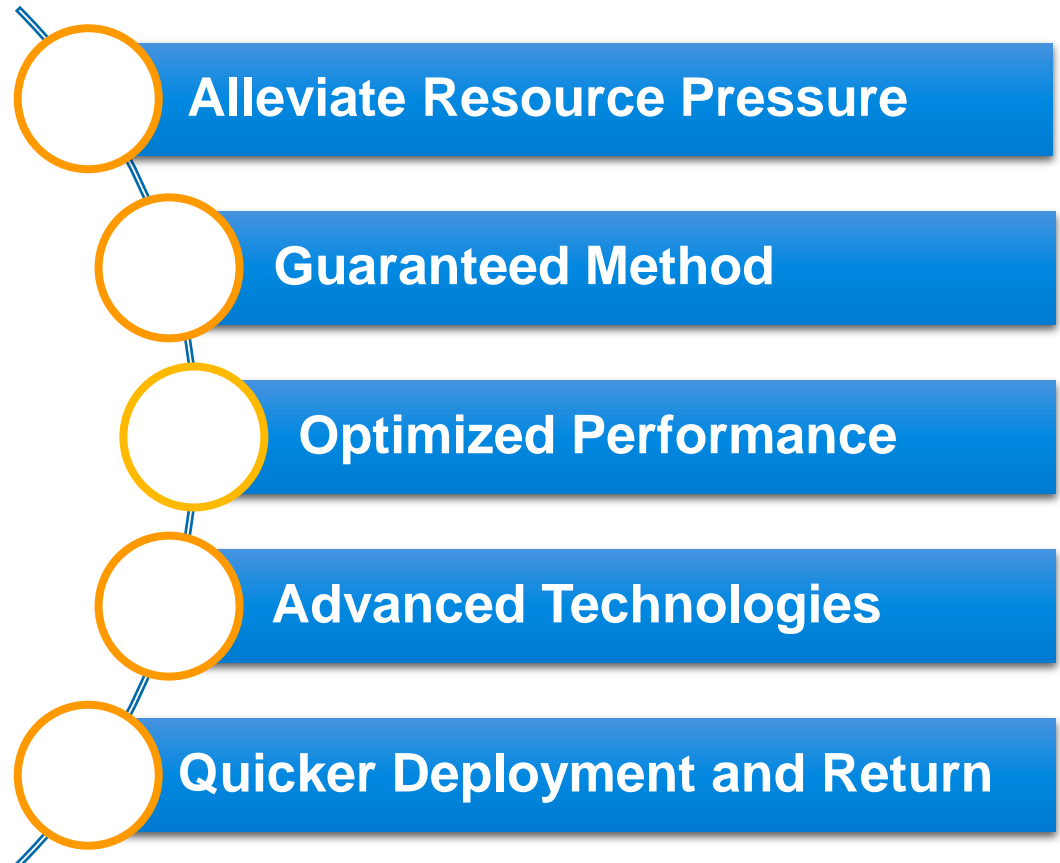 Alleviate Resource Pressure
Guaranteed Method
Optimized Performance
Advanced Technologies
Quicker Deployment and Return